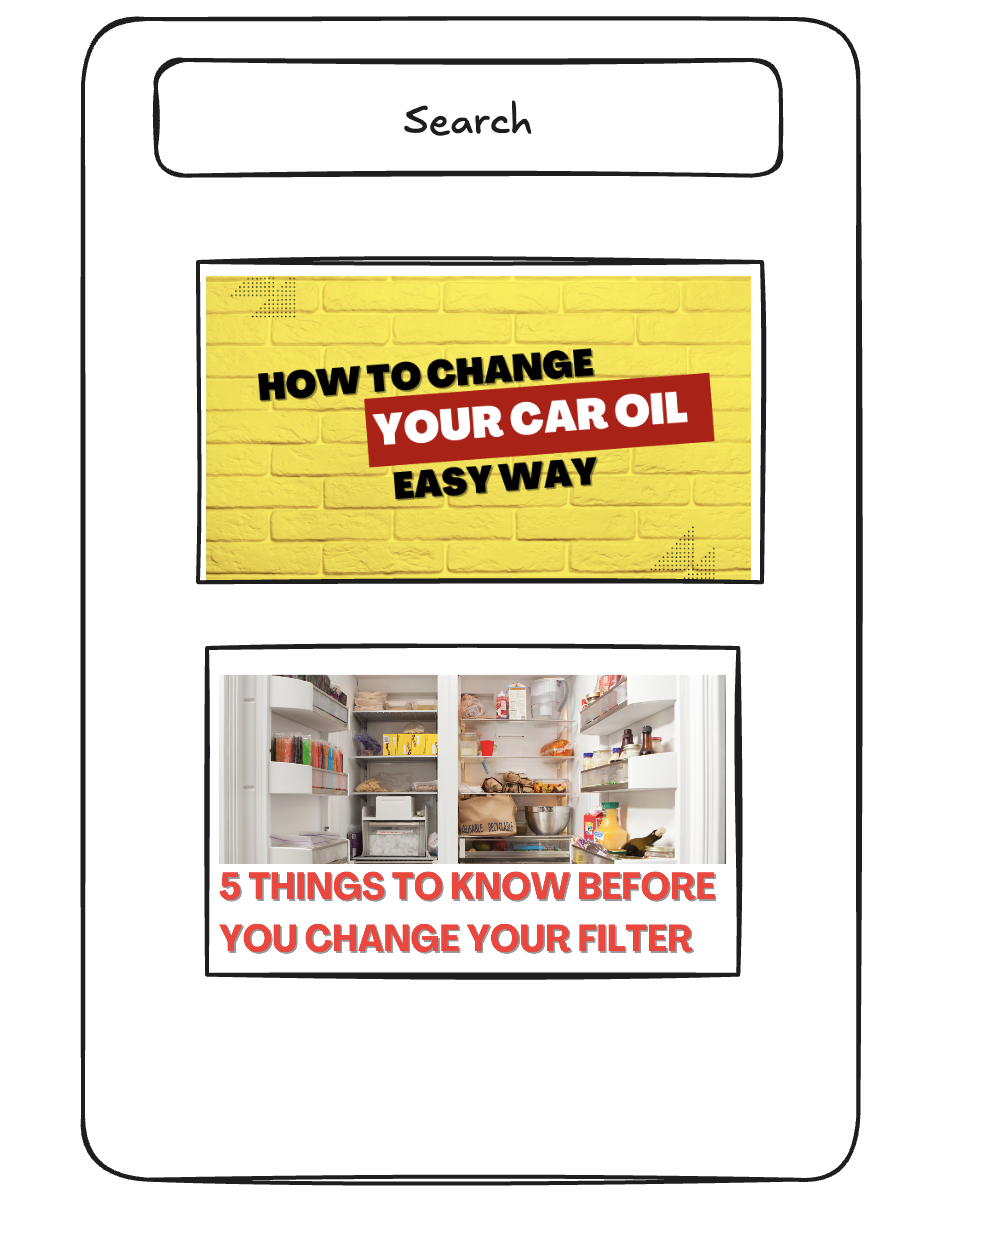 Search
HOW TO CHANGE
YOUR CAR OIL
EASY WAY
5 THINGS TO KNOW BEFORE
YOU CHANGE YOUR FILTER